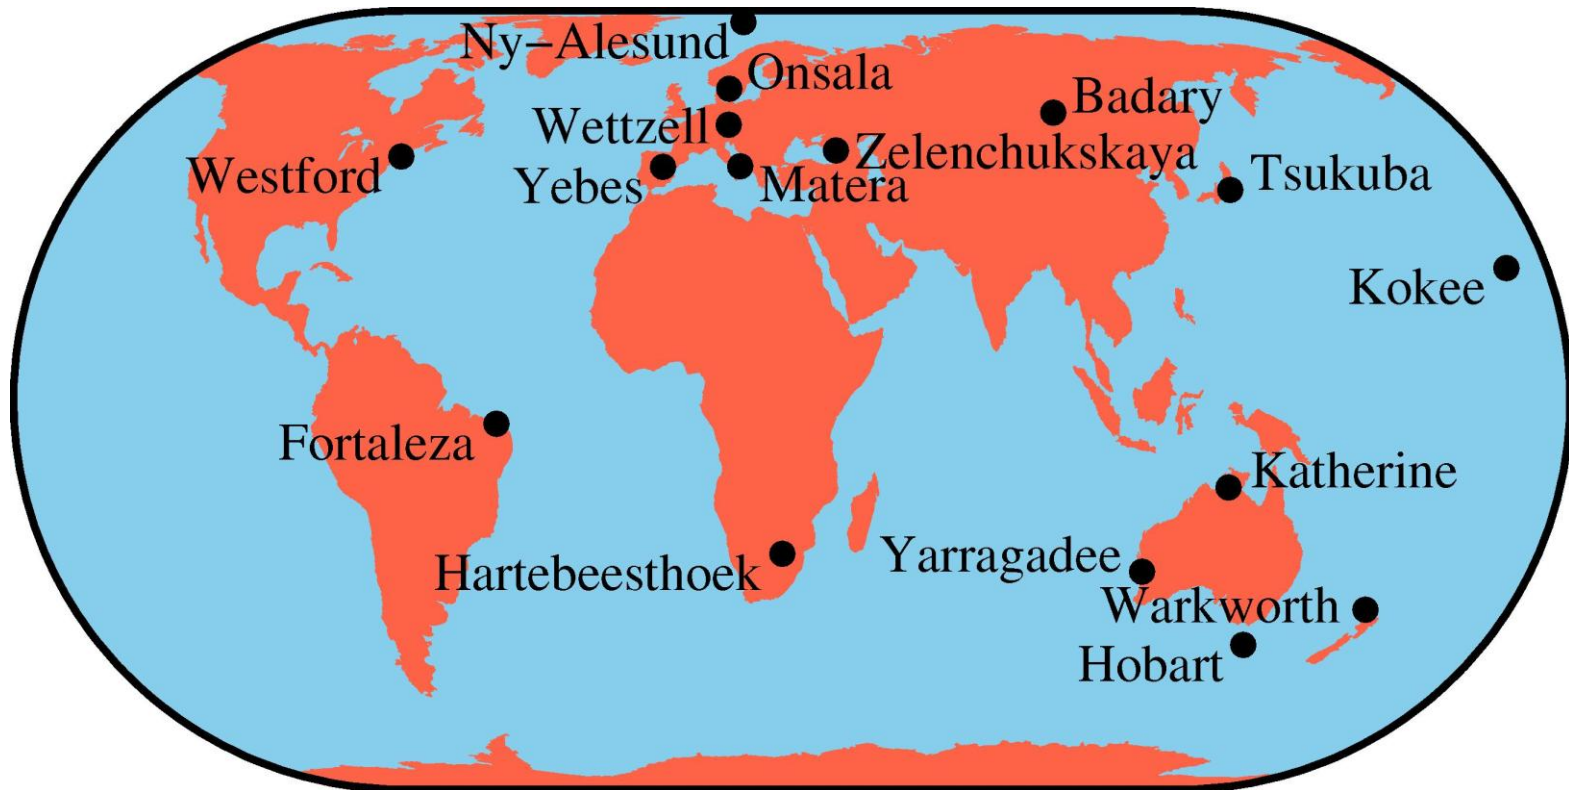 Ny−Alesund
Onsala
Badary
Wettzell
Zelenchukskaya
Westford
Yebes
Matera
Tsukuba
Kokee
Fortaleza
Katherine
Hartebeesthoek
Yarragadee
Warkworth
Hobart